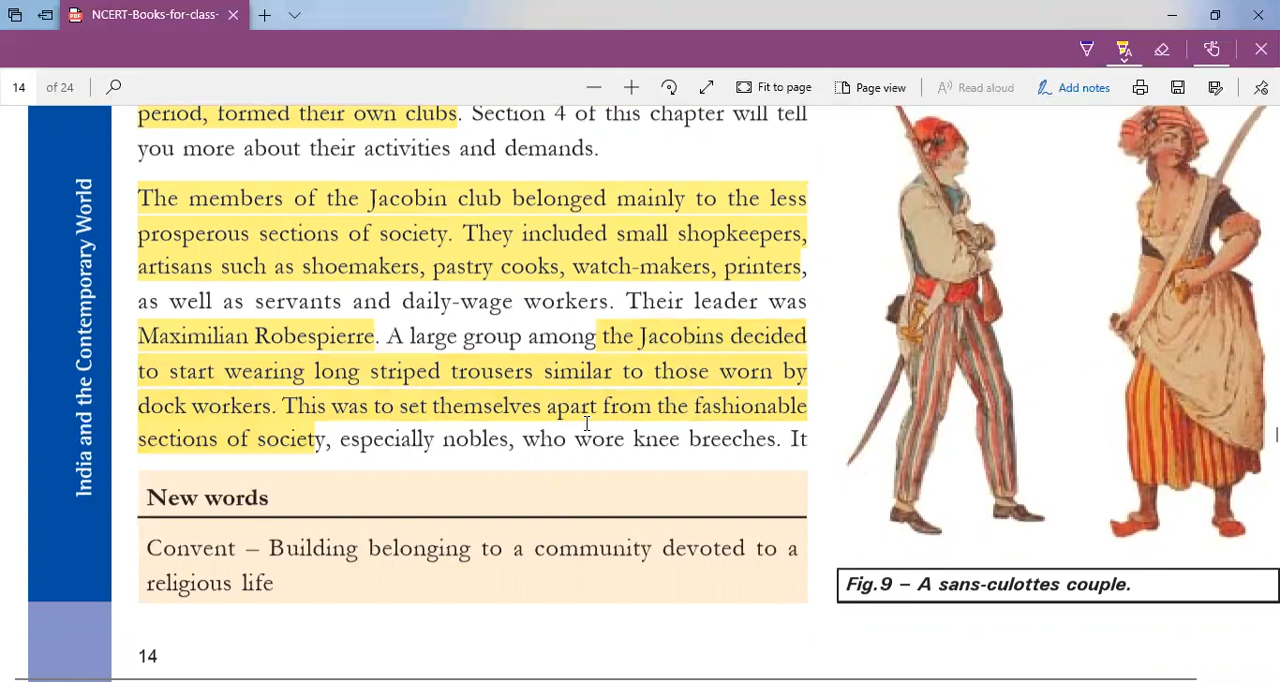 NCERT-Books-for-class-
14 of 24
Fit to page
Page view
Read aloud
Add notes
India and the Contemporary World
period, formed their own clubs. Section 4 of this chapter will tell
you more about their activities and demands.
The members of the Jacobin club belonged mainly to the less
prosperous sections of society. They included small shopkeepers,
artisans such as shoemakers, pastry cooks, watch-makers, printers,
as well as servants and daily-wage workers. Their leader was
Maximilian Robespierre. A large group among the Jacobins decided
to start wearing long striped trousers similar to those worn by
dock workers. This was to set themselves apart from the fashionable
sections of society, especially nobles, who wore knee breeches. It
New words
Convent – Building belonging to a community devoted to a
religious life
Fig.9 – A sans-culottes couple.
14